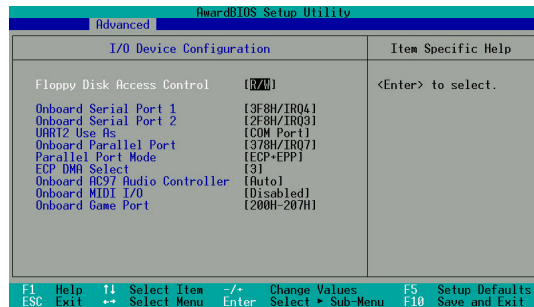 AwardBIOS Setup Utility
Advanced
I/O Device Configuration
Item Specific Help
Floppy Disk Access Control [R/W]
<Enter> to select.
Onboard Serial Port 1 [3F8H/IRQ4]
Onboard Serial Port 2 [2F8H/IRQ3]
UART2 Use As [COM Port]
Onboard Parallel Port [378H/IRQ7]
Parallel Port Mode [ECP+EPP]
ECP DMA Select [3]
Onboard AC97 Audio Controller [Auto]
Onboard MIDI I/O [Disabled]
Onboard Game Port [200H-207H]
F1 Help ↑↓ Select Item -/+ Change Values F5 Setup Defaults
ESC Exit ↔ Select Menu Enter Select ► Sub-Menu F10 Save and Exit